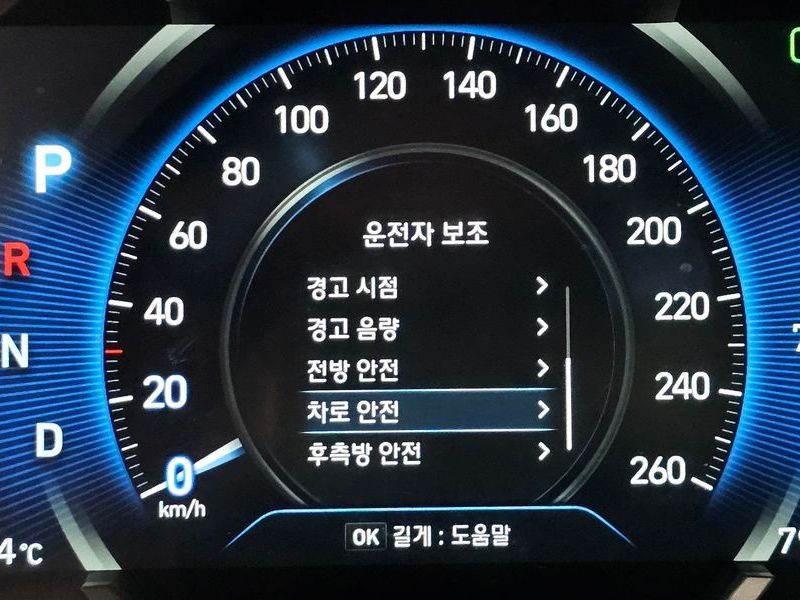 120 140
100 160
80 180
P
60 200
R
40 220
N
20 240
D
0 260
km/h
운전자 보조
경고 시점
경고 음량
전방 안전
차로 안전
후측방 안전
OK 길게 : 도움말
4°C